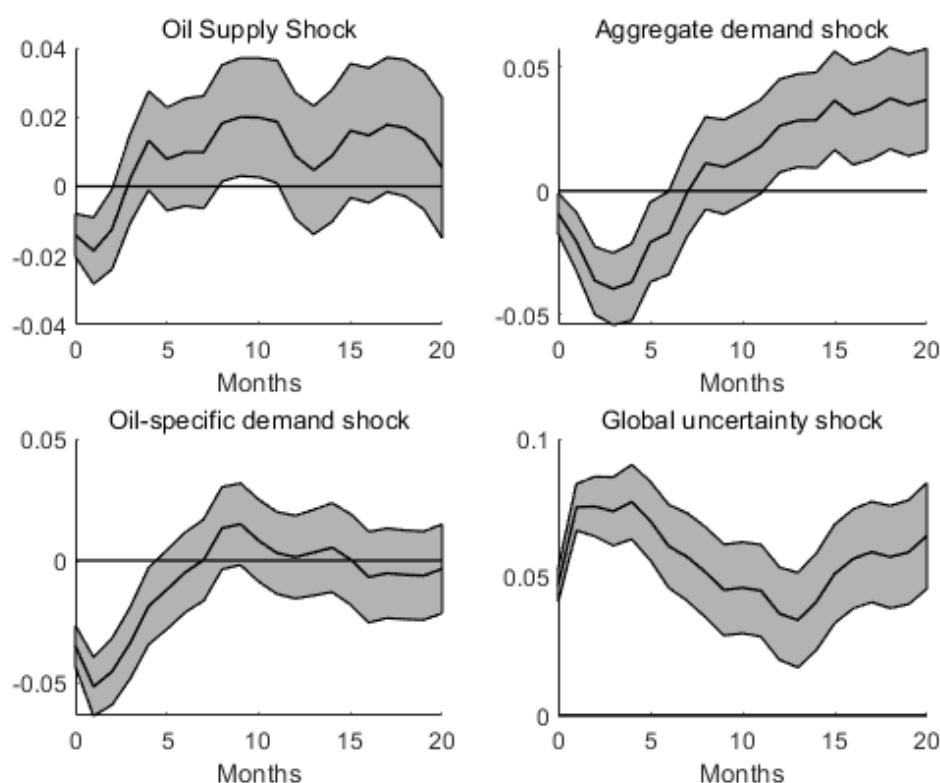 Oil Supply Shock
0.04
0.02
0
-0.02
-0.04
0 5 10 15 20
Months
Aggregate demand shock
0.05
0
-0.05
0 5 10 15 20
Months
Oil-specific demand shock
0.05
0
-0.05
0 5 10 15 20
Months
Global uncertainty shock
0.1
0.05
0
0 5 10 15 20
Months